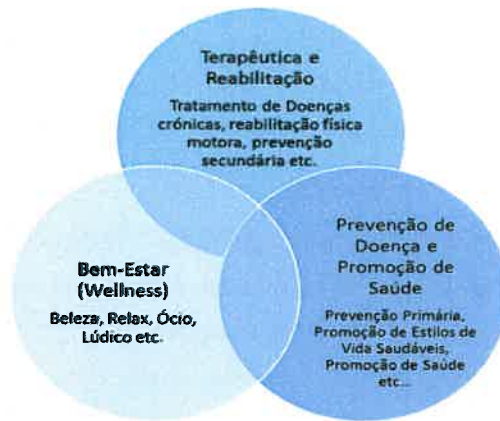 Terapêutica e
Reabilitação
Tratamento de Doenças
crónicas, reabilitação física
motora, prevenção
secundária etc.
Bem-Estar
(Wellness)
Beleza, Relax, Ócio,
Lúdico etc.
Prevenção de
Doença e
Promoção de
Saúde
Prevenção Primária,
Promoção de Estilos de
Vida Saudáveis,
Promoção de Saúde
etc...